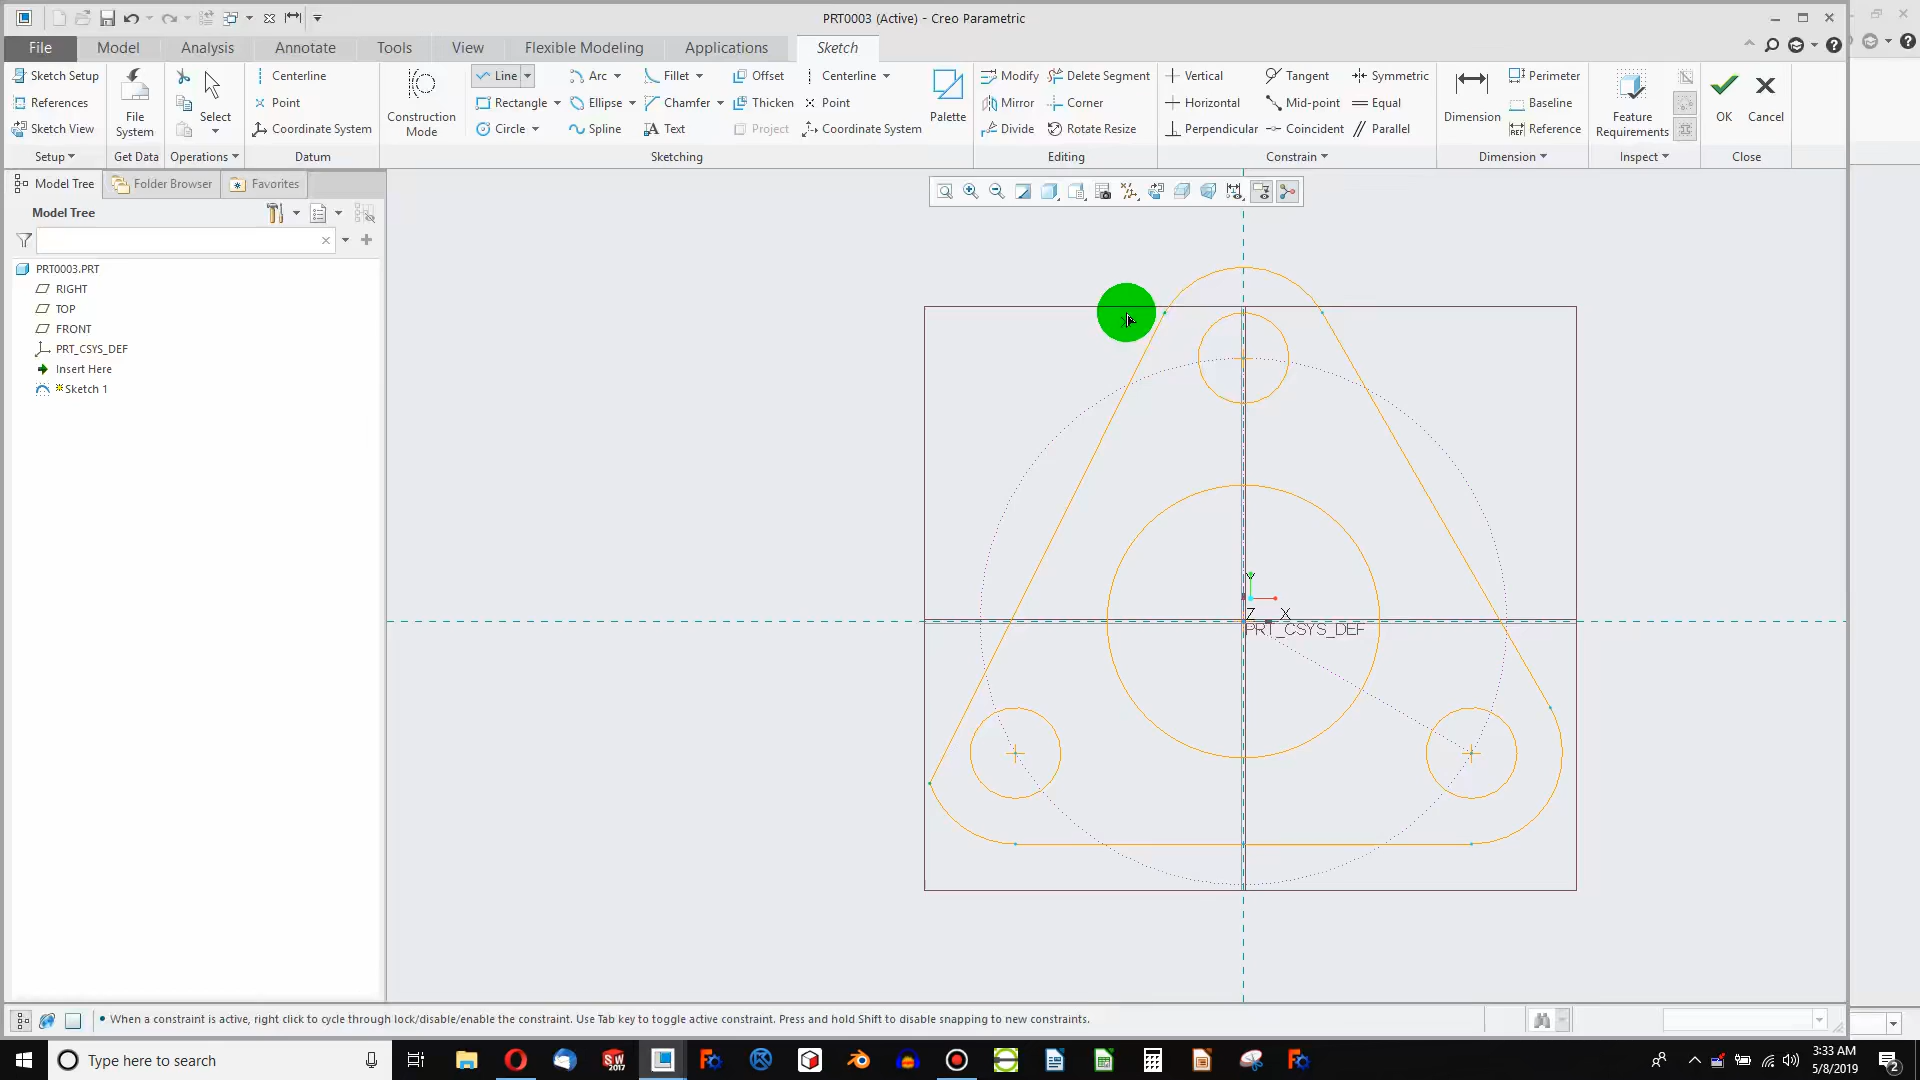 PRT0003 (Active) - Creo Parametric
File Model Analysis Annotate Tools View Flexible Modeling Applications Sketch
Sketch Setup
References
Sketch View
Setup
File System
Get Data
Select
Operations
Centerline
Point
Coordinate System
Datum
Construction Mode
Line Arc Fillet Offset Centerline
Rectangle Ellipse Chamfer Thicken Point
Circle Spline Text Project Coordinate System
Palette
Sketching
Modify Delete Segment
Mirror Corner
Divide Rotate Resize
Editing
Vertical Tangent Symmetric
Horizontal Mid-point Equal
Perpendicular Coincident Parallel
Constrain
Dimension
Perimeter
Baseline
REF Reference
Dimension
Feature Requirements
Inspect
OK Cancel
Close
Model Tree Folder Browser Favorites
Model Tree
PRT0003.PRT
RIGHT
TOP
FRONT
PRT_CSYS_DEF
Insert Here
Sketch 1
Y
Z X
PRT_CSYS_DEF
When a constraint is active, right click to cycle through lock/disable/enable the constraint. Use Tab key to toggle active constraint. Press and hold Shift to disable snapping to new constraints.
Type here to search
SW
2017
3:33 AM
5/8/2019
2